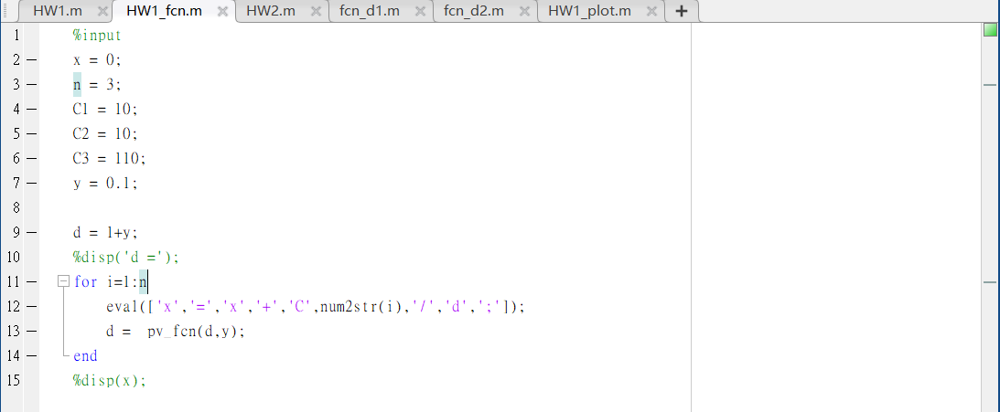 HW1.m HW1_fcn.m HW2.m fcn_d1.m fcn_d2.m HW1_plot.m +
1 %input
2 x = 0;
3 n = 3;
4 C1 = 10;
5 C2 = 10;
6 C3 = 110;
7 y = 0.1;
8
9 d = 1+y;
10 %disp('d =');
11 for i=1:n
12 eval(['x','=','x','+','C',num2str(i),'/','d',';']);
13 d =  pv_fcn(d,y);
14 end
15 %disp(x);